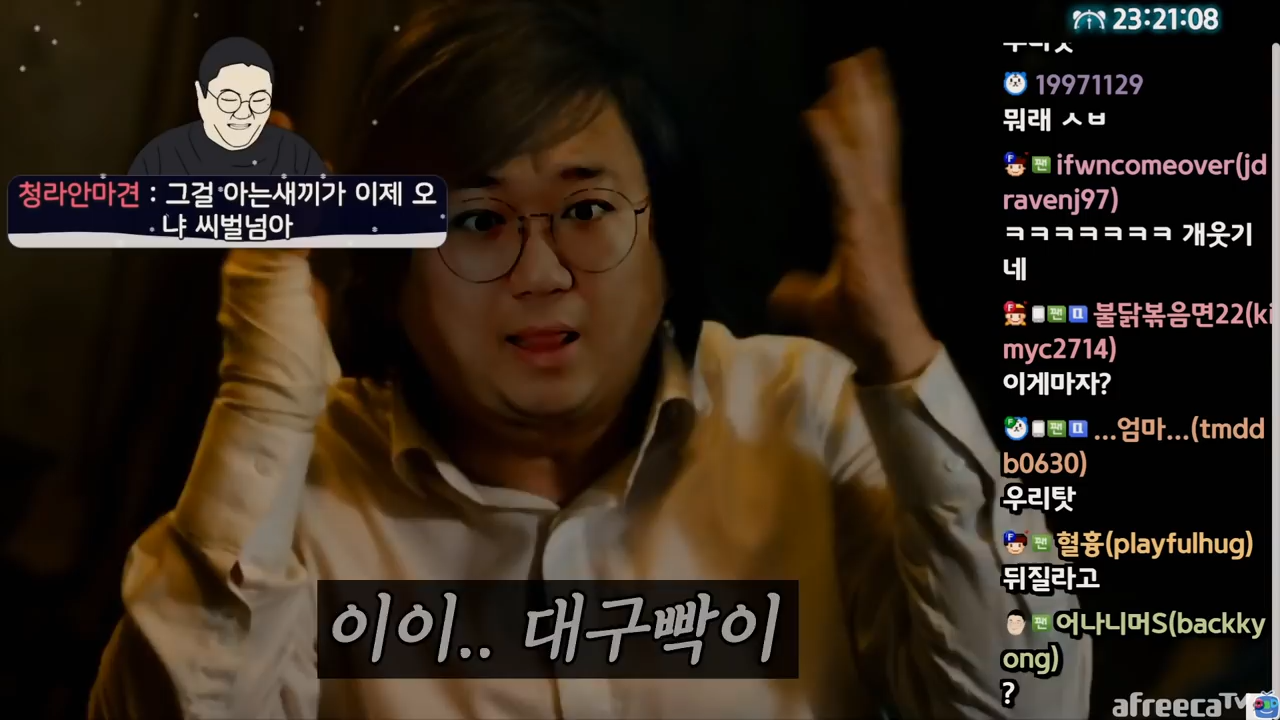 23:21:08
우리탓
19971129
뭐래 ㅅㅂ
ifwncomeover(jd
ravenj97)
ㅋㅋㅋㅋㅋㅋㅋ 개웃기
네
불닭볶음면22(ki
myc2714)
이게마자?
...엄마...(tmdd
b0630)
우리탓
혈흉(playfulhug)
뒤질라고
어나니머S(backky
ong)
?
청라안마견 : 그걸 아는새끼가 이제 오
냐 씨벌넘아
이이.. 대구빡이
afreecaTV